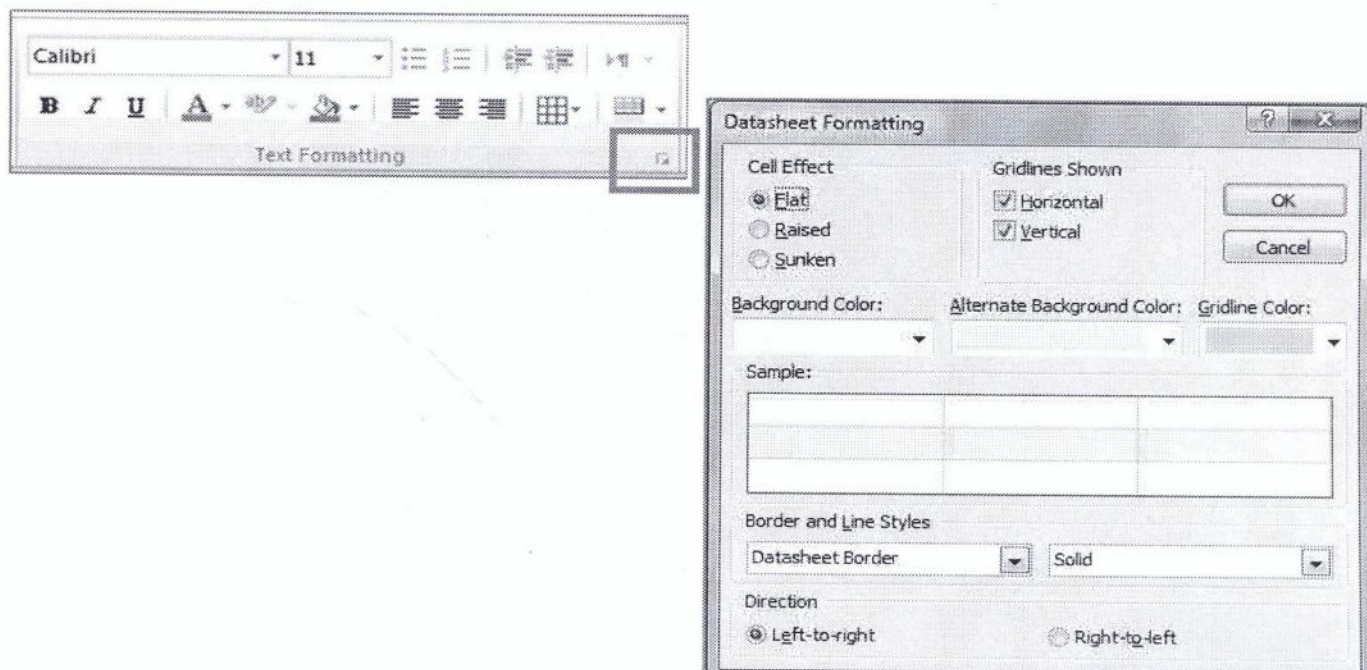 Calibri 11
B I U A ab
Text Formatting
Datasheet Formatting
Cell Effect
Flat
Raised
Sunken
Gridlines Shown
Horizontal
Vertical
OK
Cancel
Background Color: Alternate Background Color: Gridline Color:
Sample:
Border and Line Styles
Datasheet Border Solid
Direction
Left-to-right Right-to-left